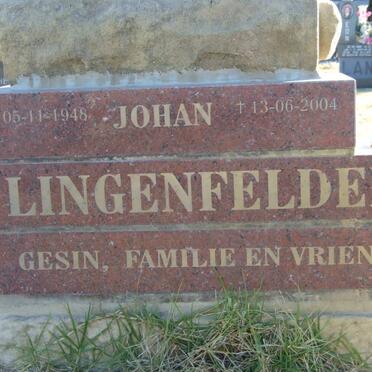 05-11-1948 JOHAN †13-06-2004
LINGENFELDE
GESIN, FAMILIE EN VRIEN